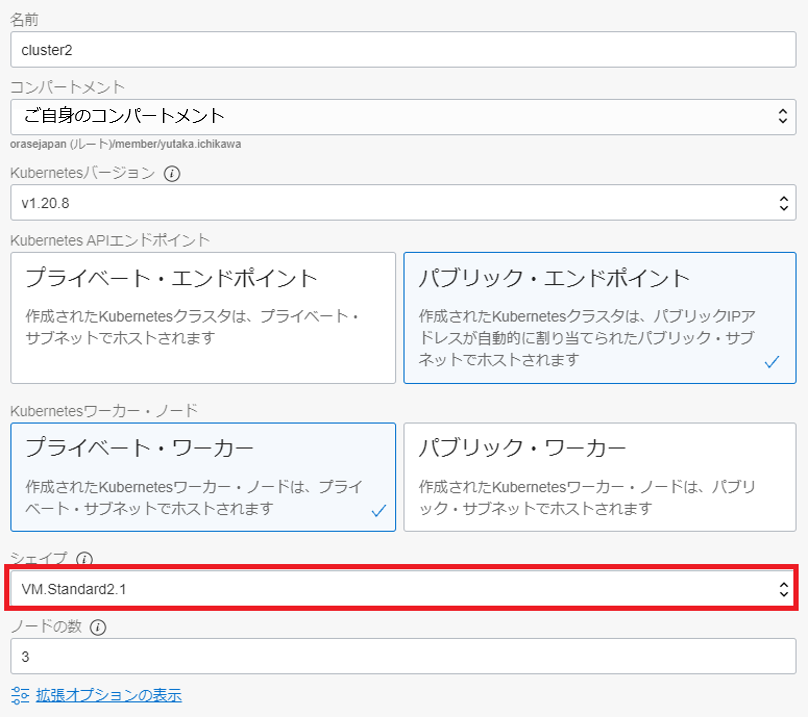 名前
cluster2
コンパートメント
ご自身のコンパートメント
orasejapan (ルート)/member/yutaka.ichikawa
Kubernetesバージョン
v1.20.8
Kubernetes APIエンドポイント
プライベート・エンドポイント
作成されたKubernetesクラスタは、プライベート・
サブネットでホストされます
パブリック・エンドポイント
作成されたKubernetesクラスタは、パブリックIPア
ドレスが自動的に割り当てられたパブリック・サブ
ネットでホストされます
Kubernetesワーカー・ノード
プライベート・ワーカー
作成されたKubernetesワーカー・ノードは、プライ
ベート・サブネットでホストされます
パブリック・ワーカー
作成されたKubernetesワーカー・ノードは、パブリ
ック・サブネットでホストされます
シェイプ
VM.Standard2.1
ノードの数
3
拡張オプションの表示